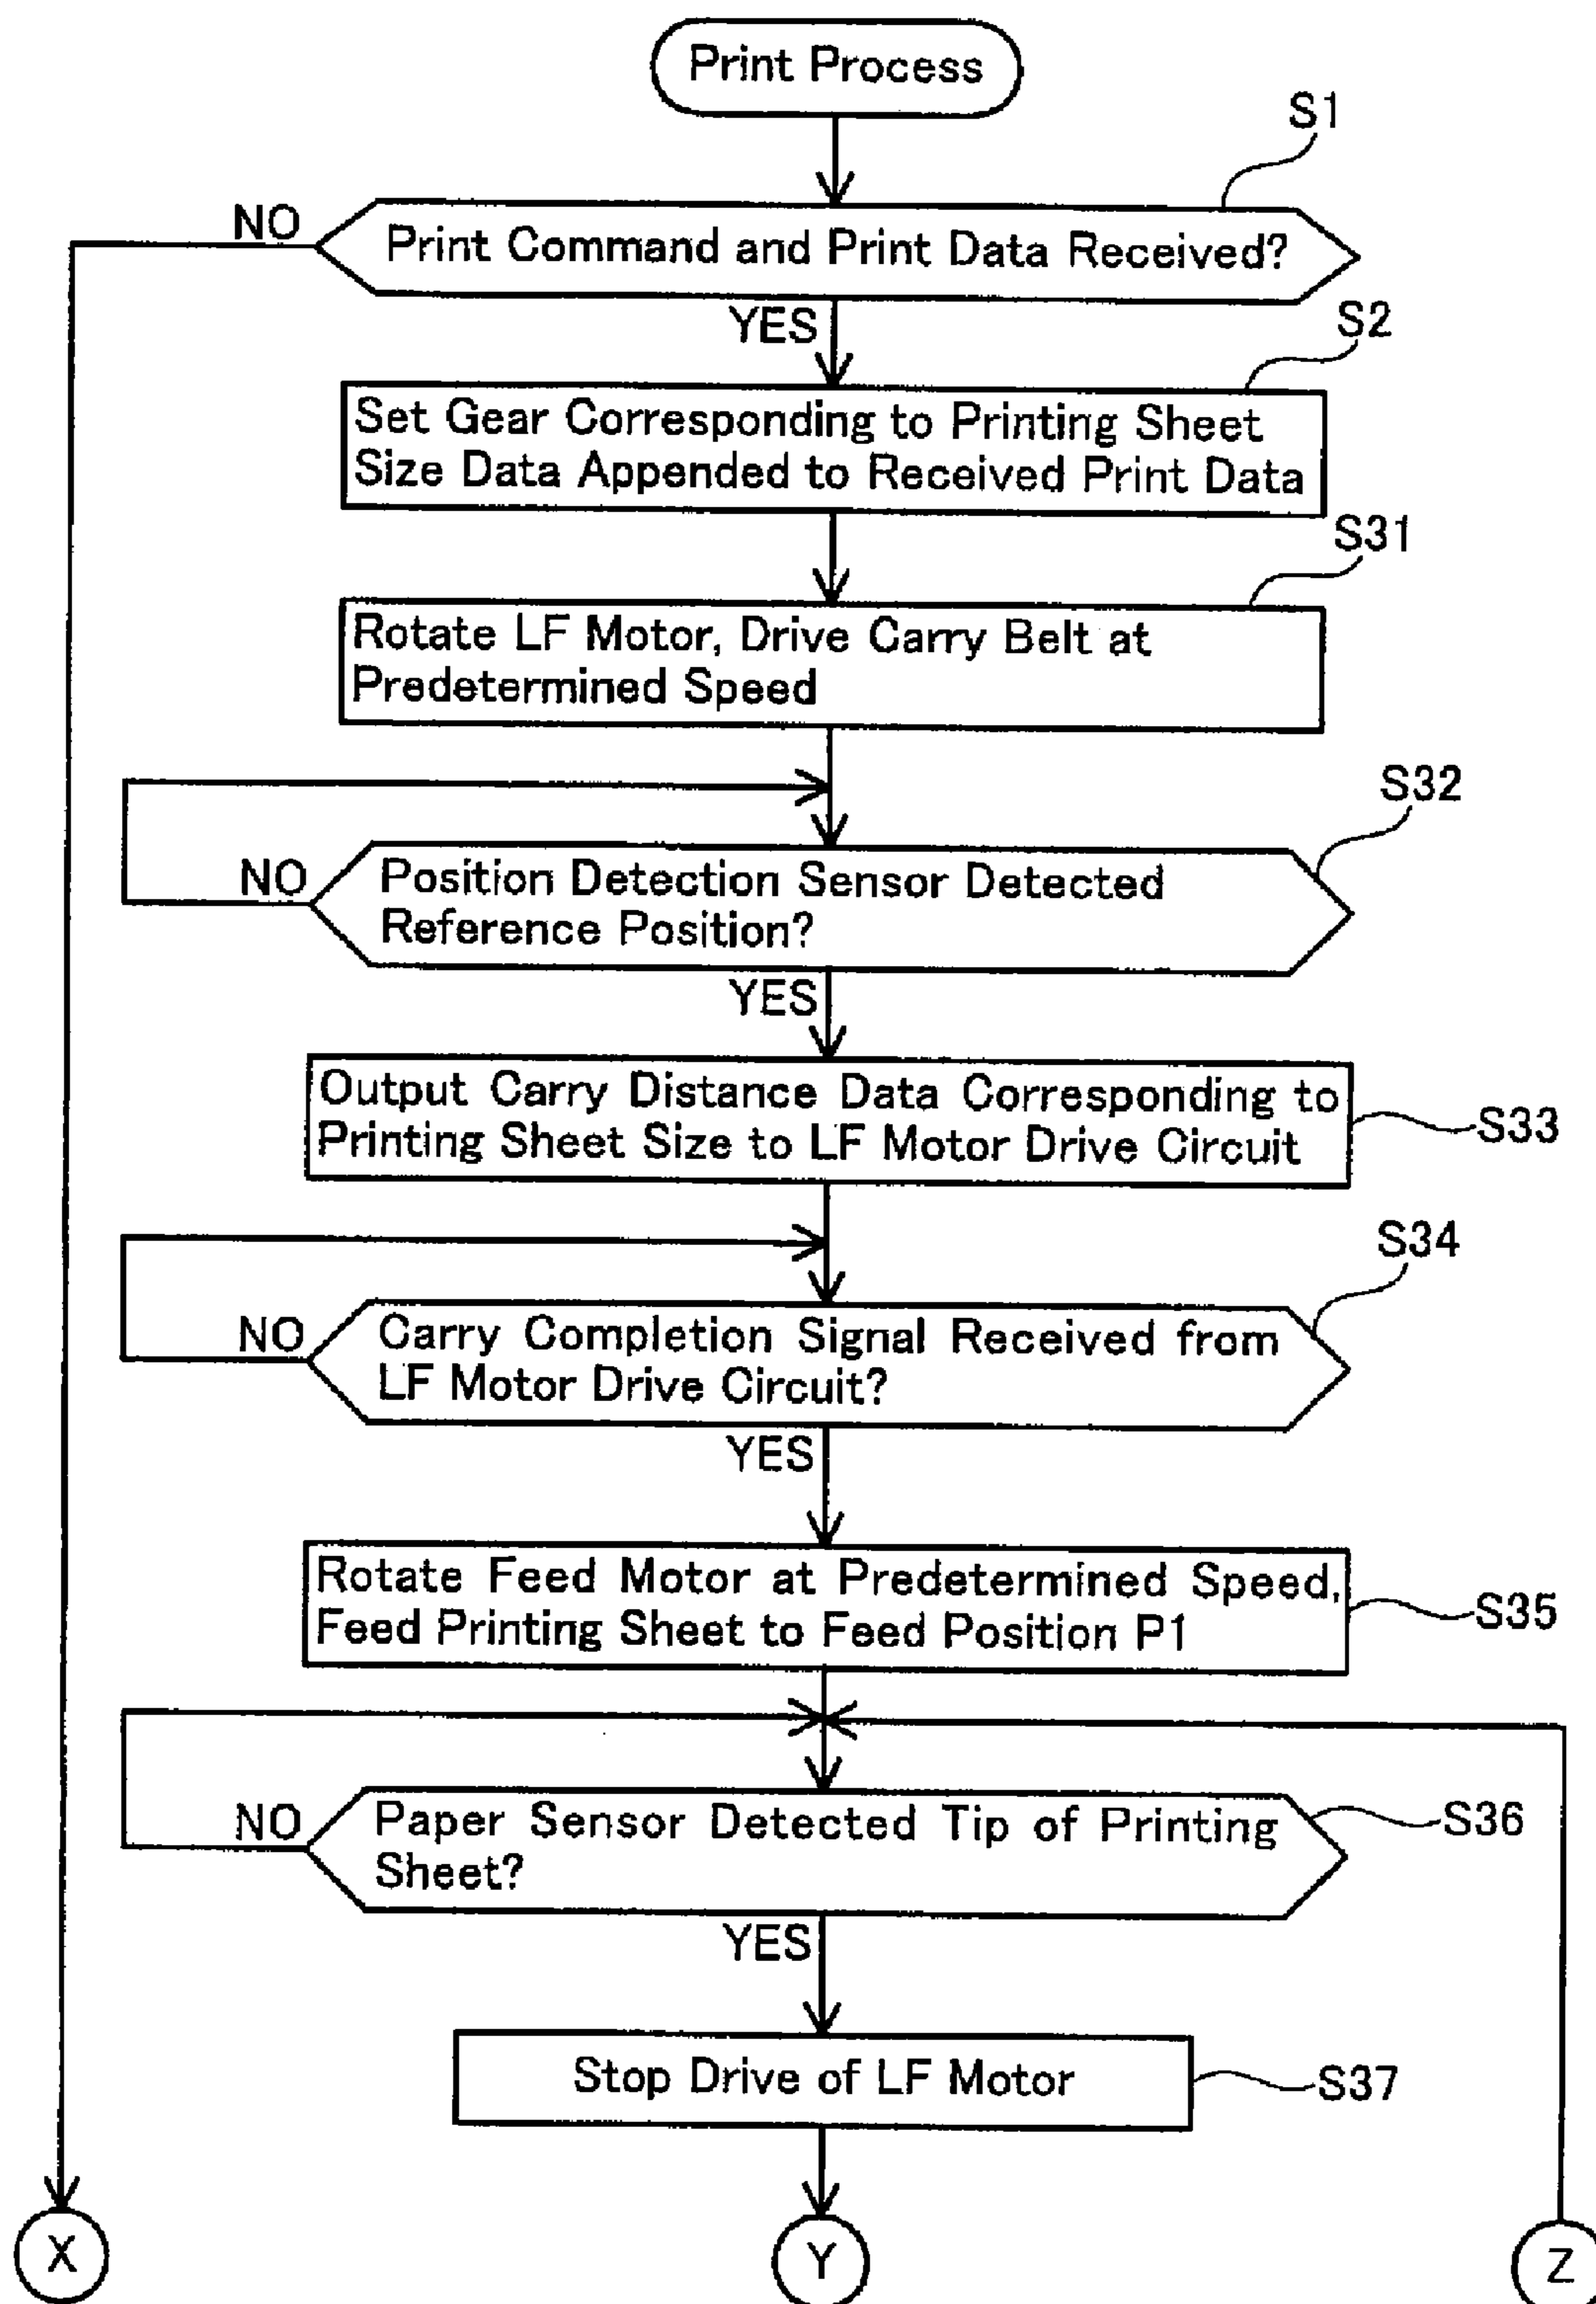 Print Process
S1
NO
Print Command and Print Data Received?
YES
S2
Set Gear Corresponding to Printing Sheet
Size Data Appended to Received Print Data
S31
Rotate LF Motor, Drive Carry Belt at
Predetermined Speed
S32
NO
Position Detection Sensor Detected
Reference Position?
YES
Output Carry Distance Data Corresponding to
Printing Sheet Size to LF Motor Drive Circuit
S33
S34
NO
Carry Completion Signal Received from
LF Motor Drive Circuit?
YES
Rotate Feed Motor at Predetermined Speed,
Feed Printing Sheet to Feed Position P1
S35
NO
Paper Sensor Detected Tip of Printing
Sheet?
S36
YES
Stop Drive of LF Motor
S37
X
Y
Z